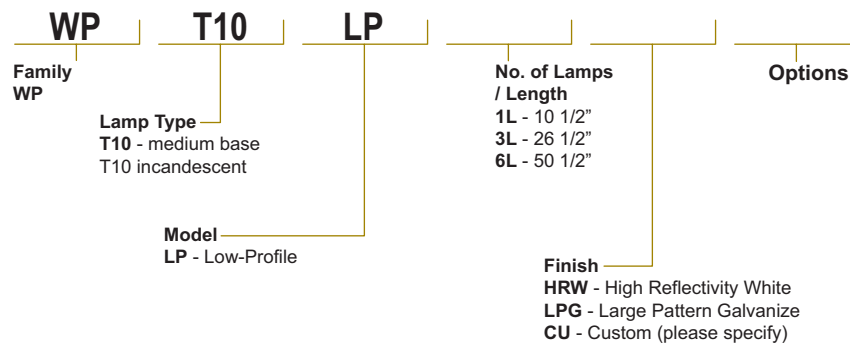 WP T10 LP
Family
WP
Lamp Type
T10 - medium base
T10 incandescent
Model
LP - Low-Profile
No. of Lamps
/ Length
1L - 10 1/2”
3L - 26 1/2”
6L - 50 1/2”
Finish
HRW - High Reflectivity White
LPG - Large Pattern Galvanize
CU - Custom (please specify)
Options